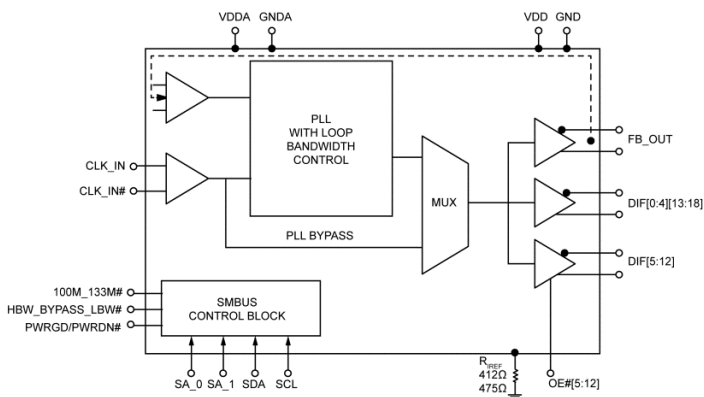 VDDA GNDA VDD GND
PLL
WITH LOOP
BANDWIDTH
CONTROL
FB_OUT
CLK_IN
CLK_IN#
MUX
DIF[0:4][13:18]
PLL BYPASS
DIF[5:12]
100M_133M#
HBW_BYPASS_LBW#
PWRGD/PWRDN#
SMBUS
CONTROL BLOCK
SA_0 SA_1 SDA SCL
RIREF
412Ω
475Ω
OE#[5:12]